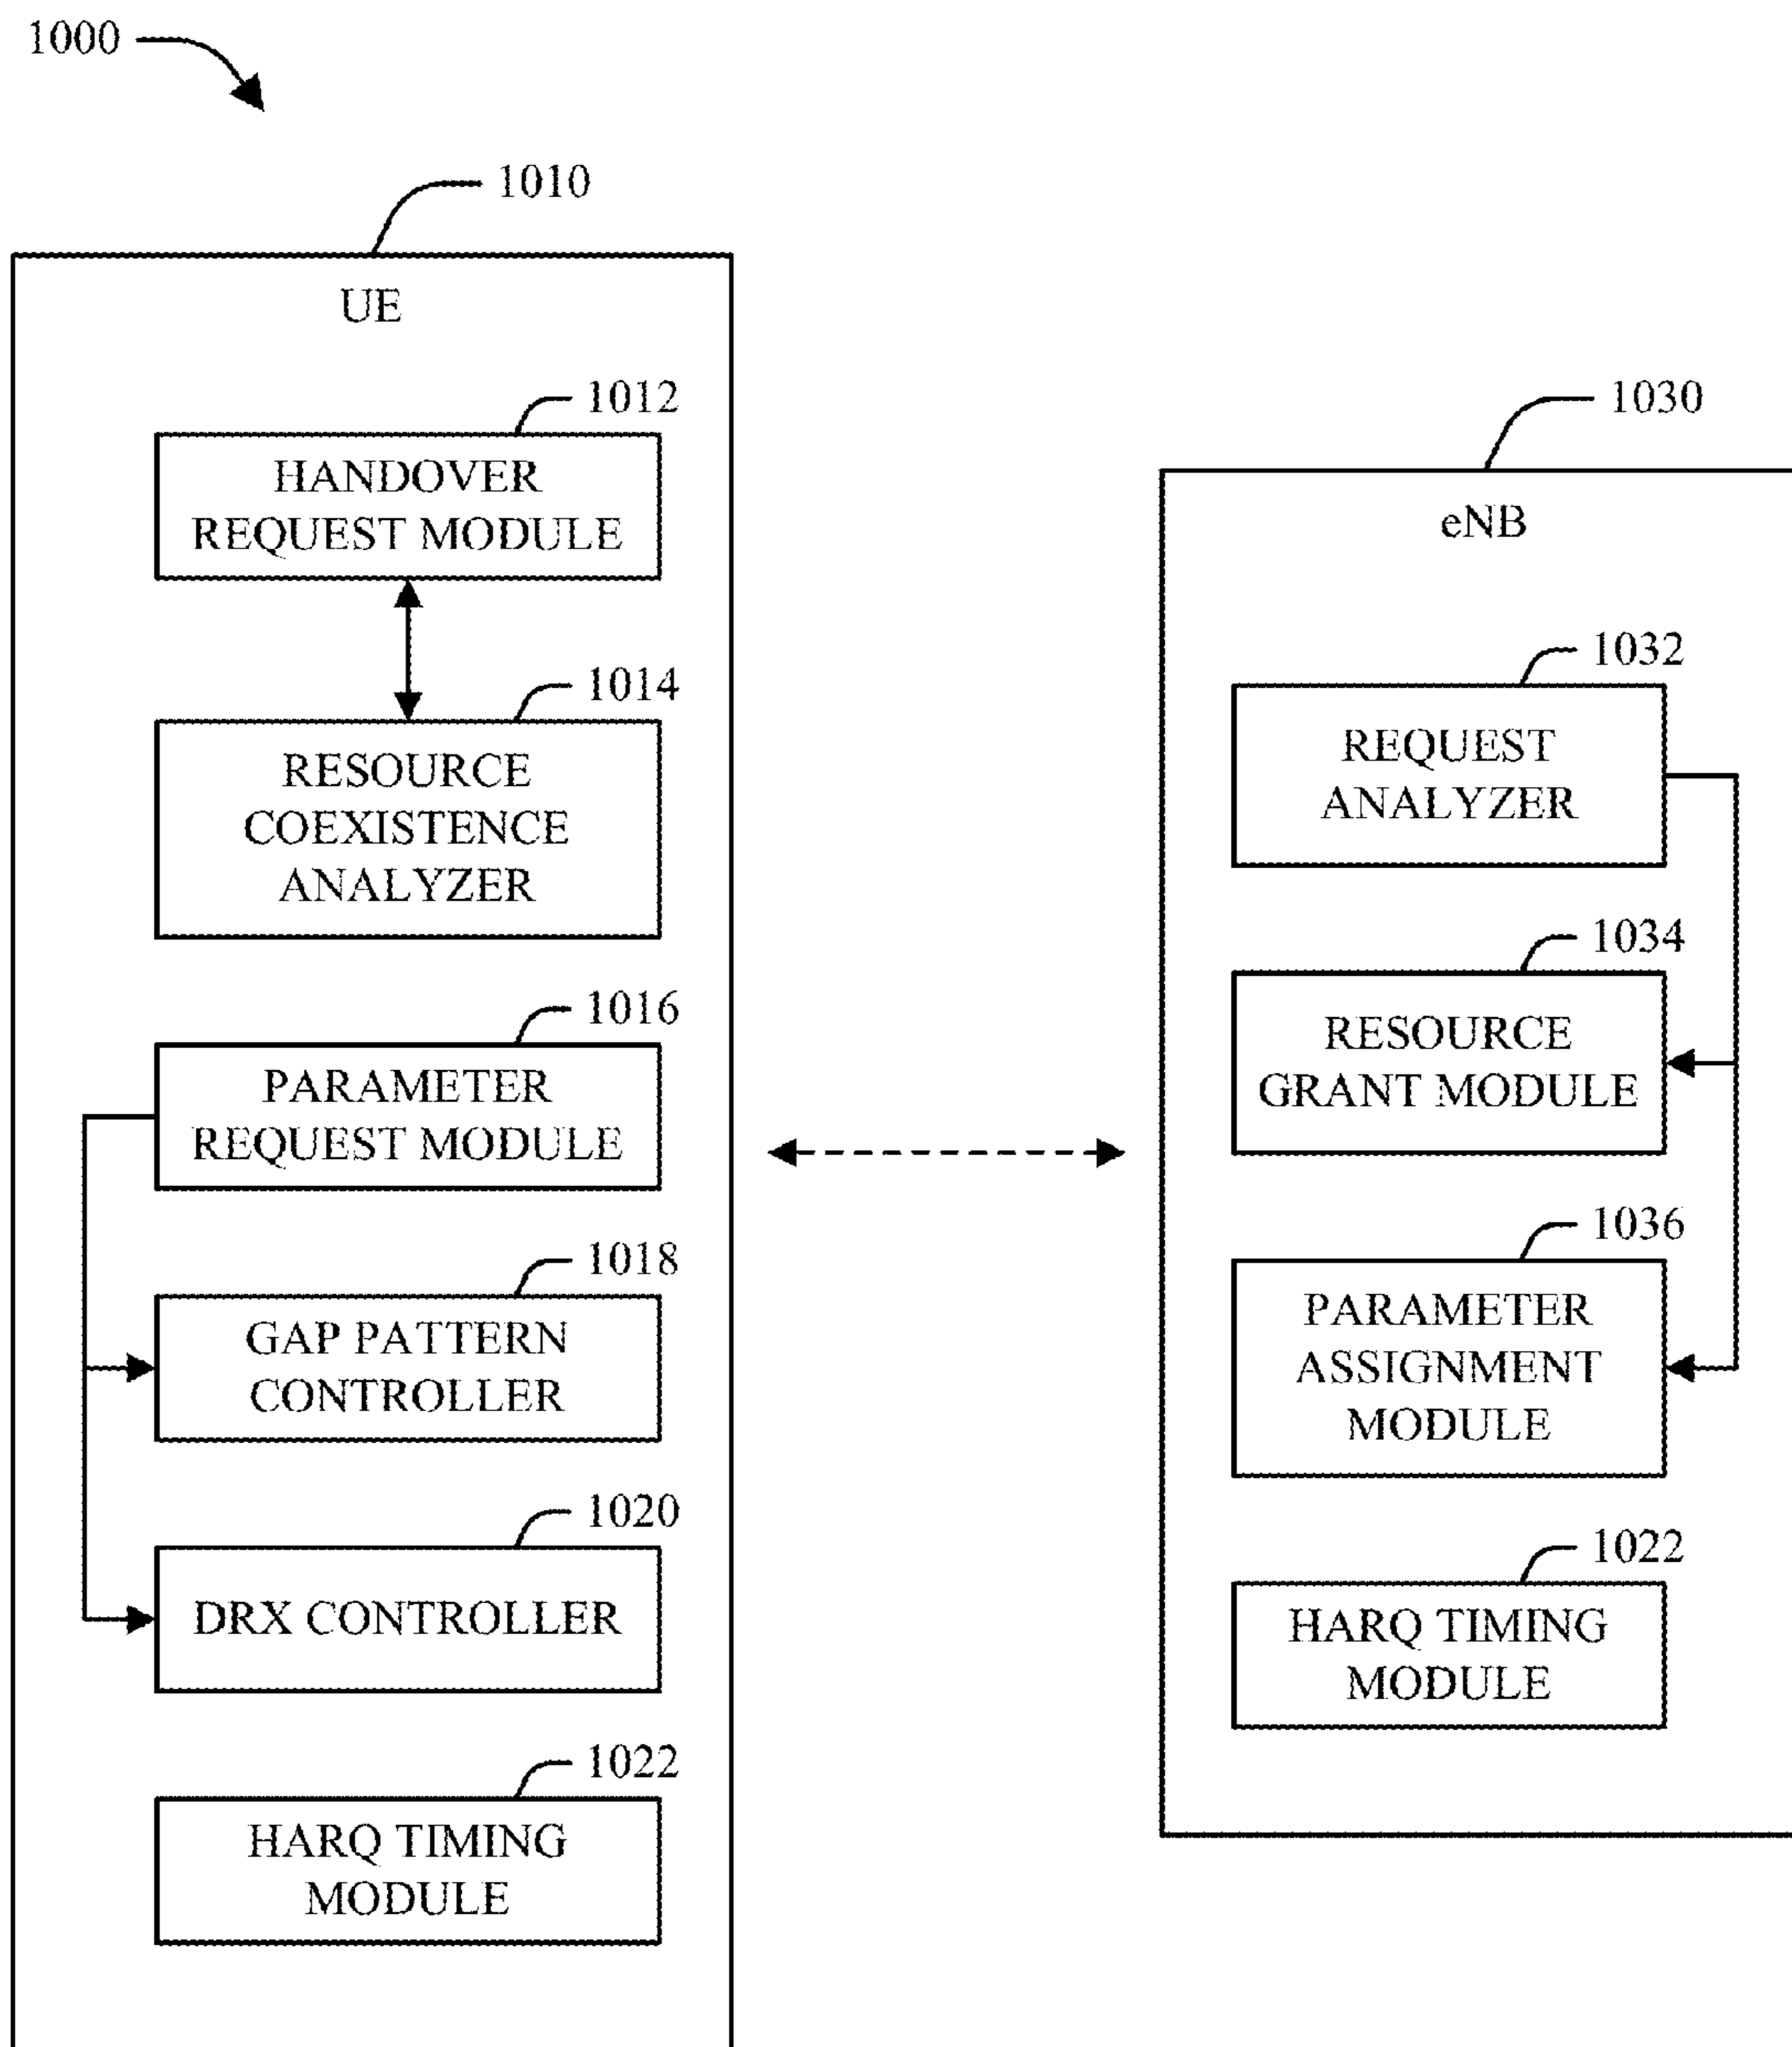 1000
1010
UE
1012
HANDOVER
REQUEST MODULE
1014
RESOURCE
COEXISTENCE
ANALYZER
1016
PARAMETER
REQUEST MODULE
1018
GAP PATTERN
CONTROLLER
1020
DRX CONTROLLER
1022
HARQ TIMING
MODULE
1030
eNB
1032
REQUEST
ANALYZER
1034
RESOURCE
GRANT MODULE
1036
PARAMETER
ASSIGNMENT
MODULE
1022
HARQ TIMING
MODULE